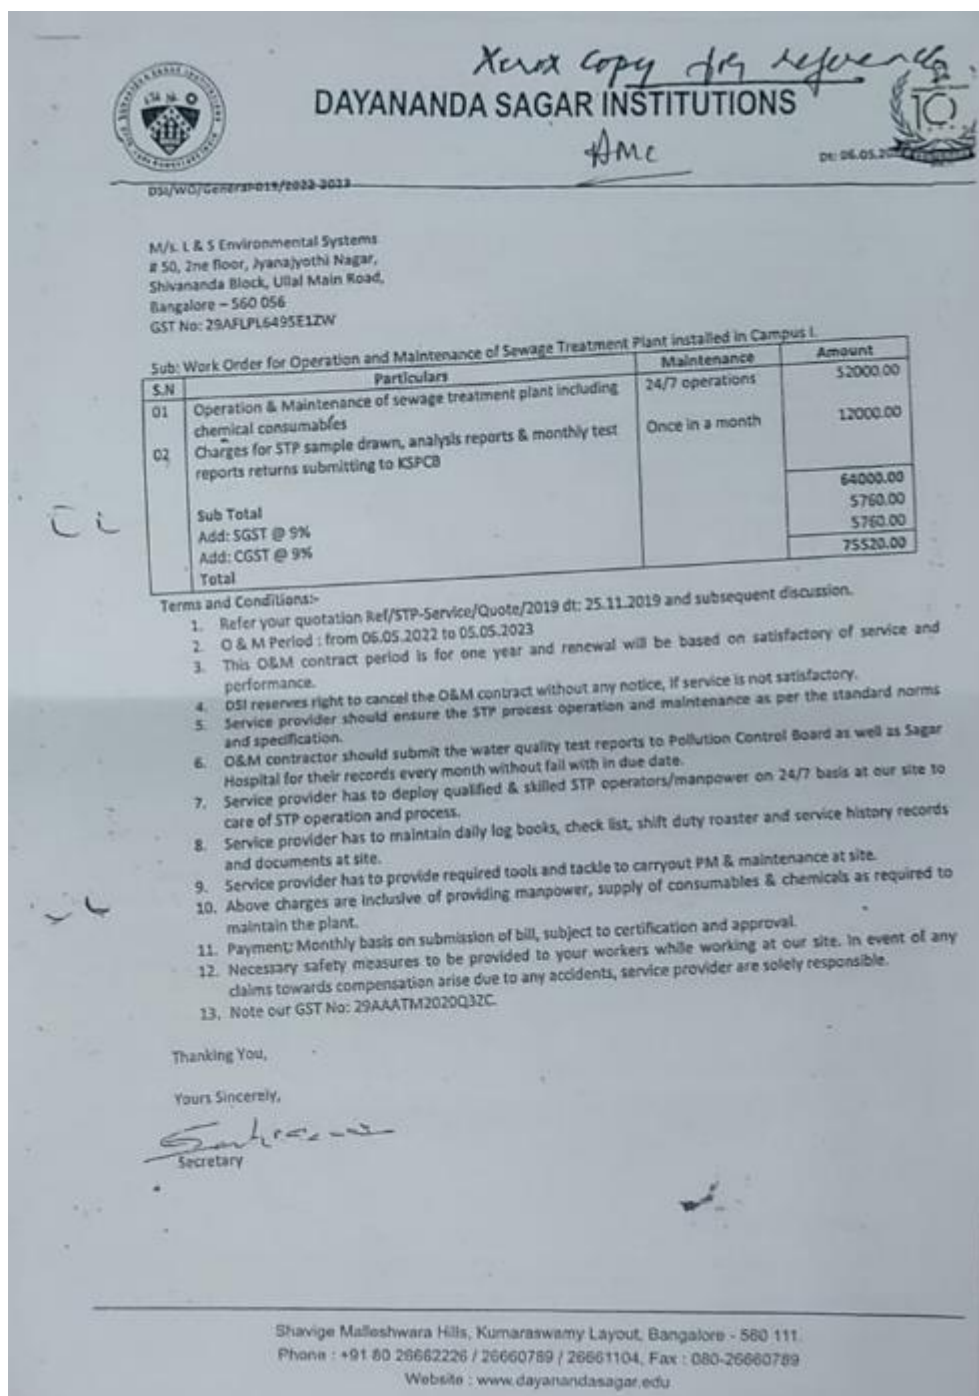 Xerox copy for reference
DAYANANDA SAGAR INSTITUTIONS
AMC
Dt: 06.05.20
DSI/WO/General-019/2022-2023
M/s. L & S Environmental Systems
# 50, 2ne floor, Jyanajyothi Nagar,
Shivananda Block, Ullal Main Road,
Bangalore – 560 056
GST No: 29AFLPL6495E1ZW
Sub: Work Order for Operation and Maintenance of Sewage Treatment Plant installed in Campus I.
S.N Particulars Maintenance Amount
01 Operation & Maintenance of sewage treatment plant including chemical consumables 24/7 operations 52000.00
02 Charges for STP sample drawn, analysis reports & monthly test reports returns submitting to KSPCB Once in a month 12000.00
Sub Total 64000.00
Add: SGST @ 9% 5760.00
Add: CGST @ 9% 5760.00
Total 75520.00
Terms and Conditions:-
1. Refer your quotation Ref/STP-Service/Quote/2019 dt: 25.11.2019 and subsequent discussion.
2. O & M Period : from 06.05.2022 to 05.05.2023
3. This O&M contract period is for one year and renewal will be based on satisfactory of service and
performance.
4. DSI reserves right to cancel the O&M contract without any notice, if service is not satisfactory.
5. Service provider should ensure the STP process operation and maintenance as per the standard norms
and specification.
6. O&M contractor should submit the water quality test reports to Pollution Control Board as well as Sagar
Hospital for their records every month without fail with in due date.
7. Service provider has to deploy qualified & skilled STP operators/manpower on 24/7 basis at our site to
care of STP operation and process.
8. Service provider has to maintain daily log books, check list, shift duty roaster and service history records
and documents at site.
9. Service provider has to provide required tools and tackle to carryout PM & maintenance at site.
10. Above charges are inclusive of providing manpower, supply of consumables & chemicals as required to
maintain the plant.
11. Payment: Monthly basis on submission of bill, subject to certification and approval.
12. Necessary safety measures to be provided to your workers while working at our site. In event of any
claims towards compensation arise due to any accidents, service provider are solely responsible.
13. Note our GST No: 29AAATM2020Q3ZC.
Thanking You,
Yours Sincerely,
Secretary
Shavige Malleshwara Hills, Kumaraswamy Layout, Bangalore - 560 111.
Phone : +91 80 26662226 / 26660789 / 26661104, Fax : 080-26660789
Website : www.dayanandasagar.edu